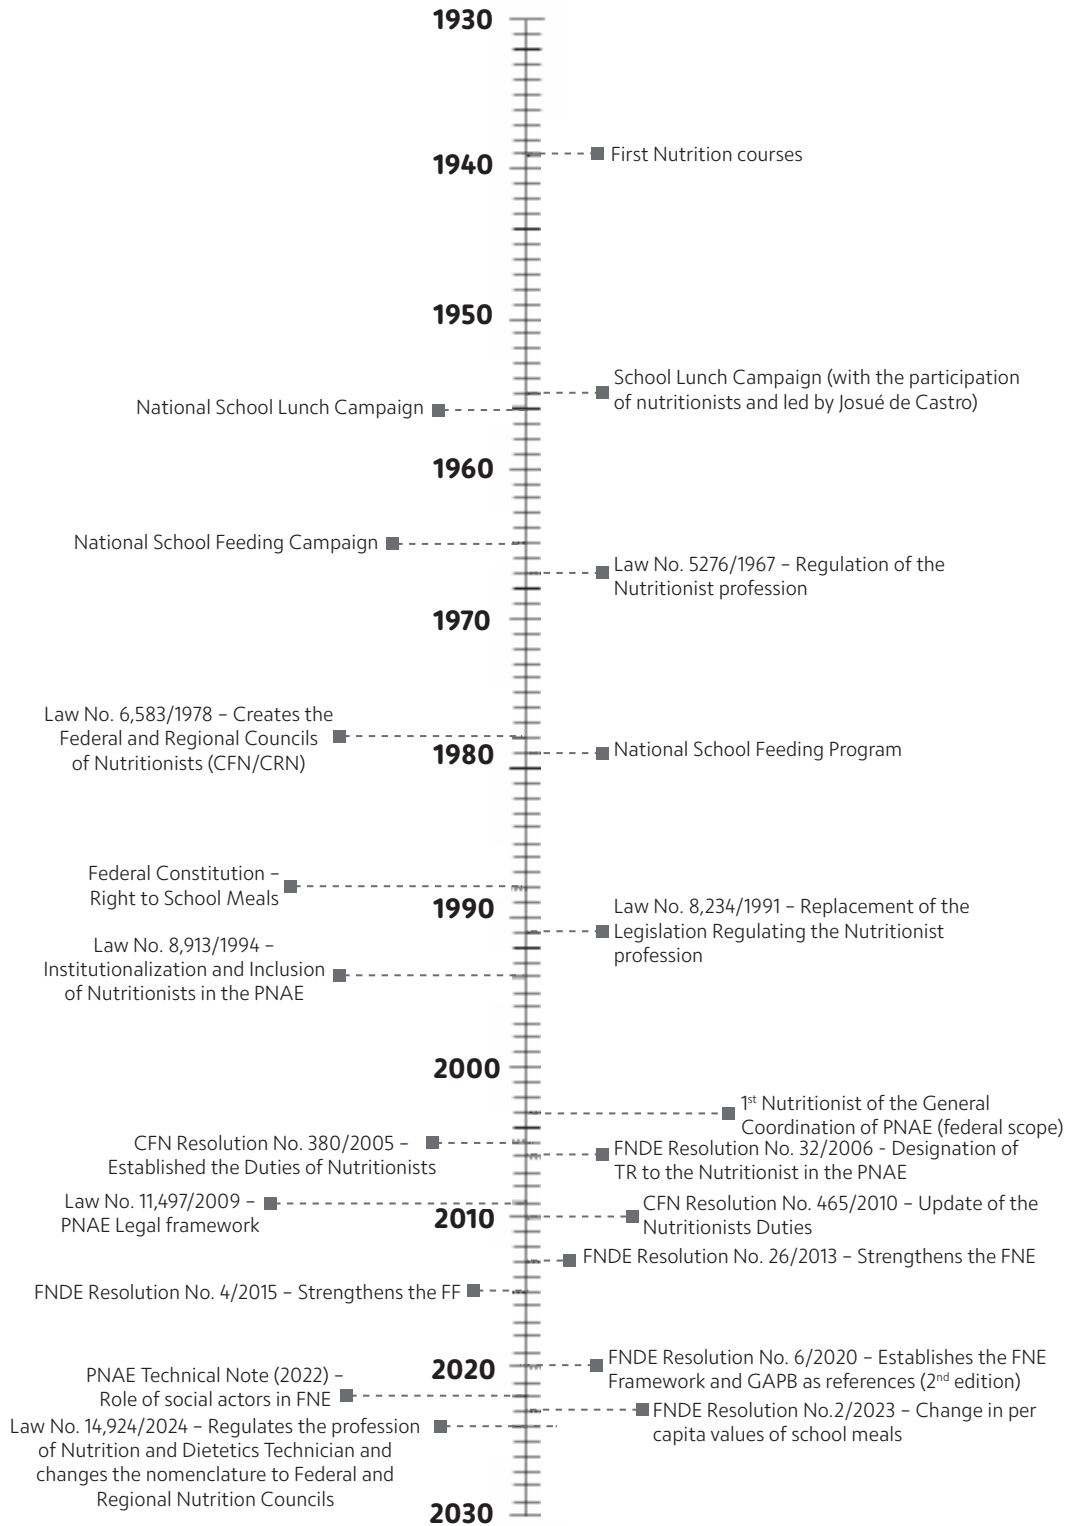 1930
First Nutrition courses
1940
1950
School Lunch Campaign (with the participation
of nutritionists and led by Josué de Castro)
National School Lunch Campaign
1960
National School Feeding Campaign
Law No. 5276/1967 – Regulation of the
Nutritionist profession
1970
Law No. 6,583/1978 – Creates the
Federal and Regional Councils
of Nutritionists (CFN/CRN)
National School Feeding Program
1980
Federal Constitution –
Right to School Meals
1990
Law No. 8,234/1991 – Replacement of the
Legislation Regulating the Nutritionist
profession
Law No. 8,913/1994 –
Institutionalization and Inclusion
of Nutritionists in the PNAE
2000
1st Nutritionist of the General
Coordination of PNAE (federal scope)
CFN Resolution No. 380/2005 –
Established the Duties of Nutritionists
FNDE Resolution No. 32/2006 - Designation of
TR to the Nutritionist in the PNAE
Law No. 11,497/2009 –
PNAE Legal framework
2010
CFN Resolution No. 465/2010 – Update of the
Nutritionists Duties
FNDE Resolution No. 26/2013 – Strengthens the FNE
FNDE Resolution No. 4/2015 – Strengthens the FF
2020
FNDE Resolution No. 6/2020 – Establishes the FNE
Framework and GAPB as references (2nd edition)
PNAE Technical Note (2022) –
Role of social actors in FNE
FNDE Resolution No.2/2023 – Change in per
capita values of school meals
Law No. 14,924/2024 – Regulates the profession
of Nutrition and Dietetics Technician and
changes the nomenclature to Federal and
Regional Nutrition Councils
2030